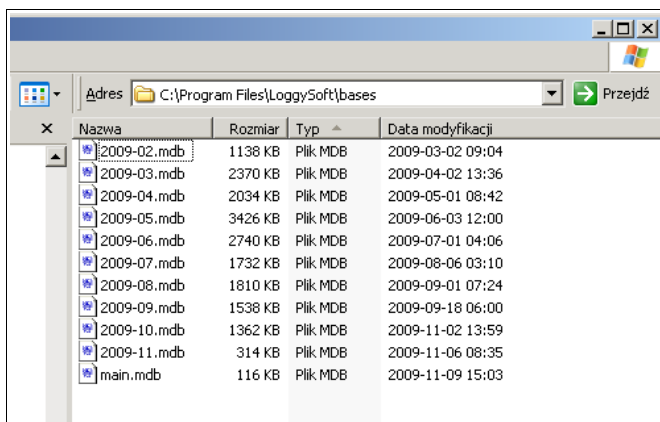 Adres C:\Program Files\LoggySoft\bases Przejdź
Nazwa Rozmiar Typ Data modyfikacji
2009-02.mdb 1138 KB Plik MDB 2009-03-02 09:04
2009-03.mdb 2370 KB Plik MDB 2009-04-02 13:36
2009-04.mdb 2034 KB Plik MDB 2009-05-01 08:42
2009-05.mdb 3426 KB Plik MDB 2009-06-03 12:00
2009-06.mdb 2740 KB Plik MDB 2009-07-01 04:06
2009-07.mdb 1732 KB Plik MDB 2009-08-06 03:10
2009-08.mdb 1810 KB Plik MDB 2009-09-01 07:24
2009-09.mdb 1538 KB Plik MDB 2009-09-18 06:00
2009-10.mdb 1362 KB Plik MDB 2009-11-02 13:59
2009-11.mdb 314 KB Plik MDB 2009-11-06 08:35
main.mdb 116 KB Plik MDB 2009-11-09 15:03